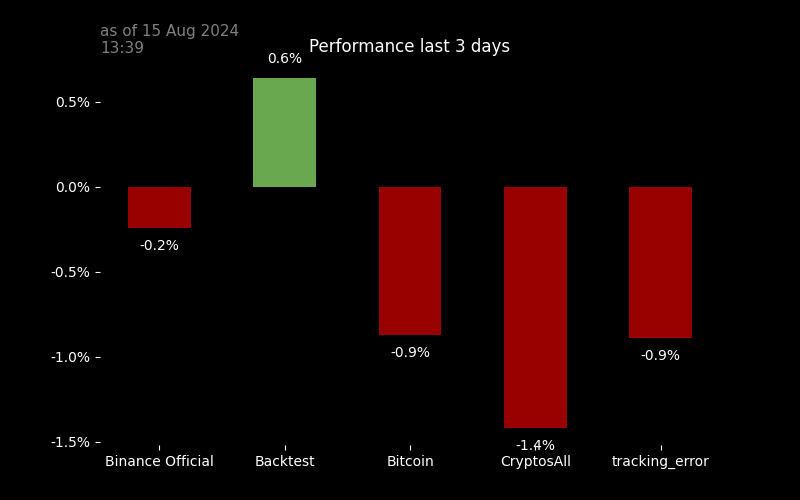 as of 15 Aug 2024
13:39
Performance last 3 days
0.6%
0.5%
0.0%
-0.2%
-0.5%
-0.9%
-0.9%
-1.0%
-1.4%
-1.5%
Binance Official
Backtest
Bitcoin
CryptosAll
tracking_error